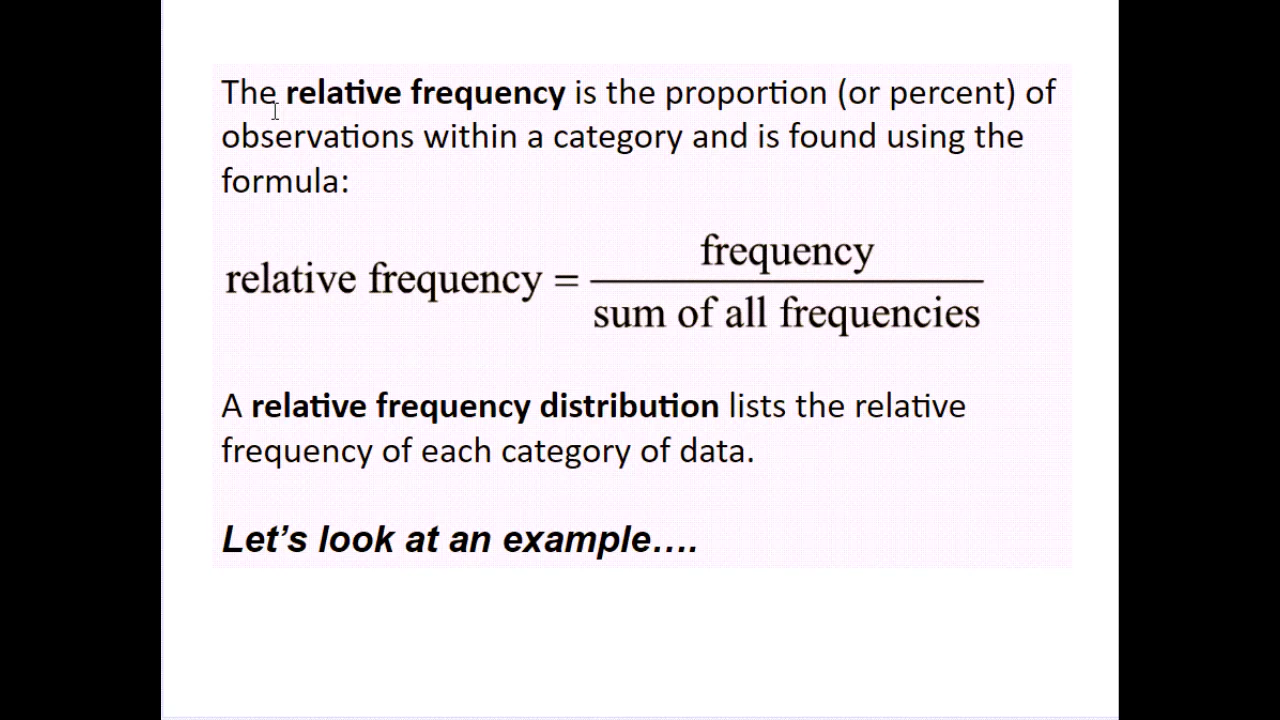 The relative frequency is the proportion (or percent) of
observations within a category and is found using the
formula:
relative frequency = frequency
sum of all frequencies
A relative frequency distribution lists the relative
frequency of each category of data.
Let’s look at an example….